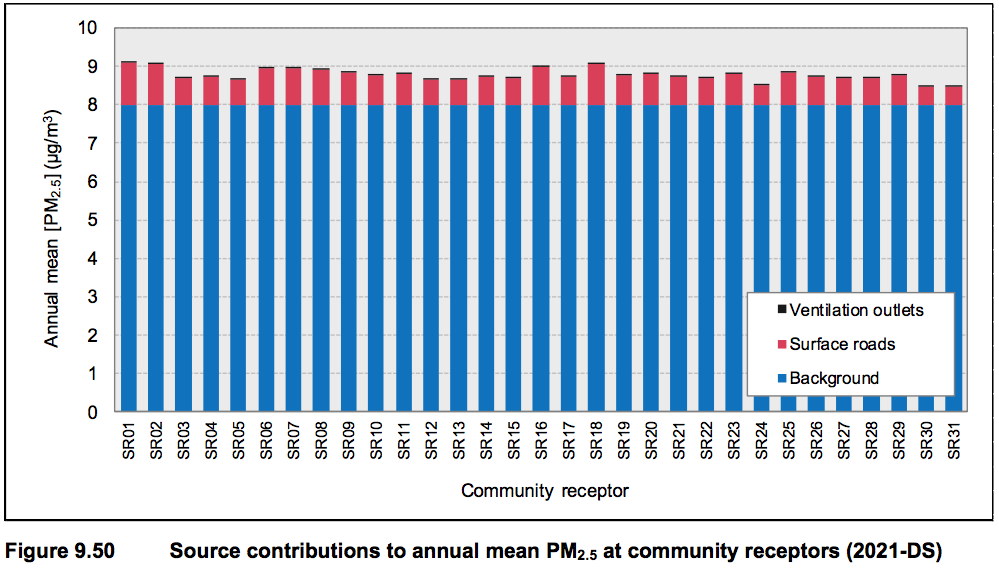 10
9
8
7
6
5
4
3
2
1
0
Annual mean [PM2.5] (µg/m³)
Ventilation outlets
Surface roads
Background
SR01 SR02 SR03 SR04 SR05 SR06 SR07 SR08 SR09 SR10 SR11 SR12 SR13 SR14 SR15 SR16 SR17 SR18 SR19 SR20 SR21 SR22 SR23 SR24 SR25 SR26 SR27 SR28 SR29 SR30 SR31
Community receptor
Figure 9.50 Source contributions to annual mean PM2.5 at community receptors (2021-DS)